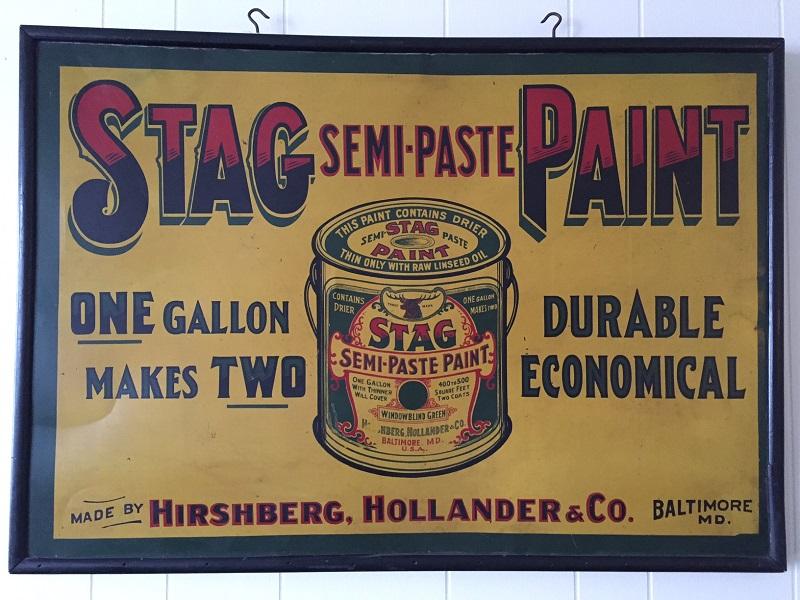 STAG SEMI-PASTE PAINT
THIS PAINT CONTAINS DRIER
STAG
SEMI- PASTE
PAINT
THIN ONLY WITH RAW LINSEED OIL
ONE GALLON
MAKES TWO
CONTAINS
DRIER
ONE GALLON
MAKES TWO
STAG
SEMI-PASTE PAINT
ONE GALLON
WITH THINNER
WILL COVER
400 TO 500
SQUARE FEET
TWO COATS
WINDOWBLIND GREEN
HOLLANDER & CO.
BALTIMORE, MD.
U.S.A.
DURABLE
ECONOMICAL
MADE BY HIRSHBERG, HOLLANDER & CO. BALTIMORE
MD.